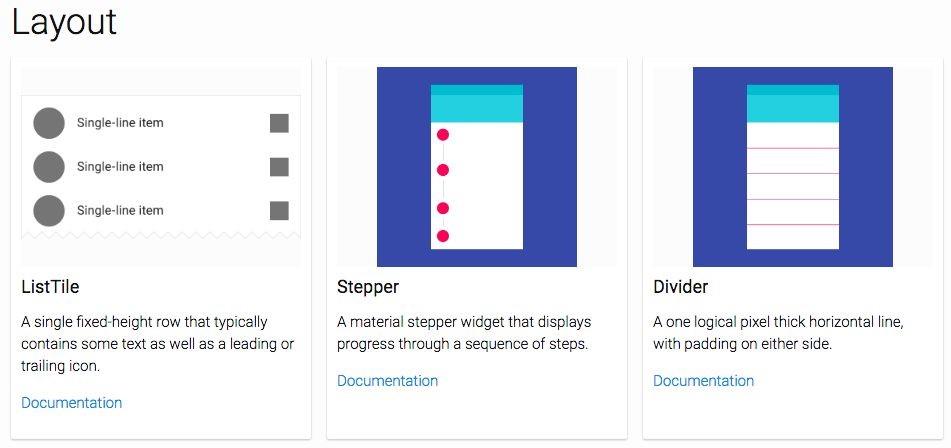 Layout
Single-line item
Single-line item
Single-line item
ListTile
A single fixed-height row that typically
contains some text as well as a leading or
trailing icon.
Documentation
Stepper
A material stepper widget that displays
progress through a sequence of steps.
Documentation
Divider
A one logical pixel thick horizontal line,
with padding on either side.
Documentation